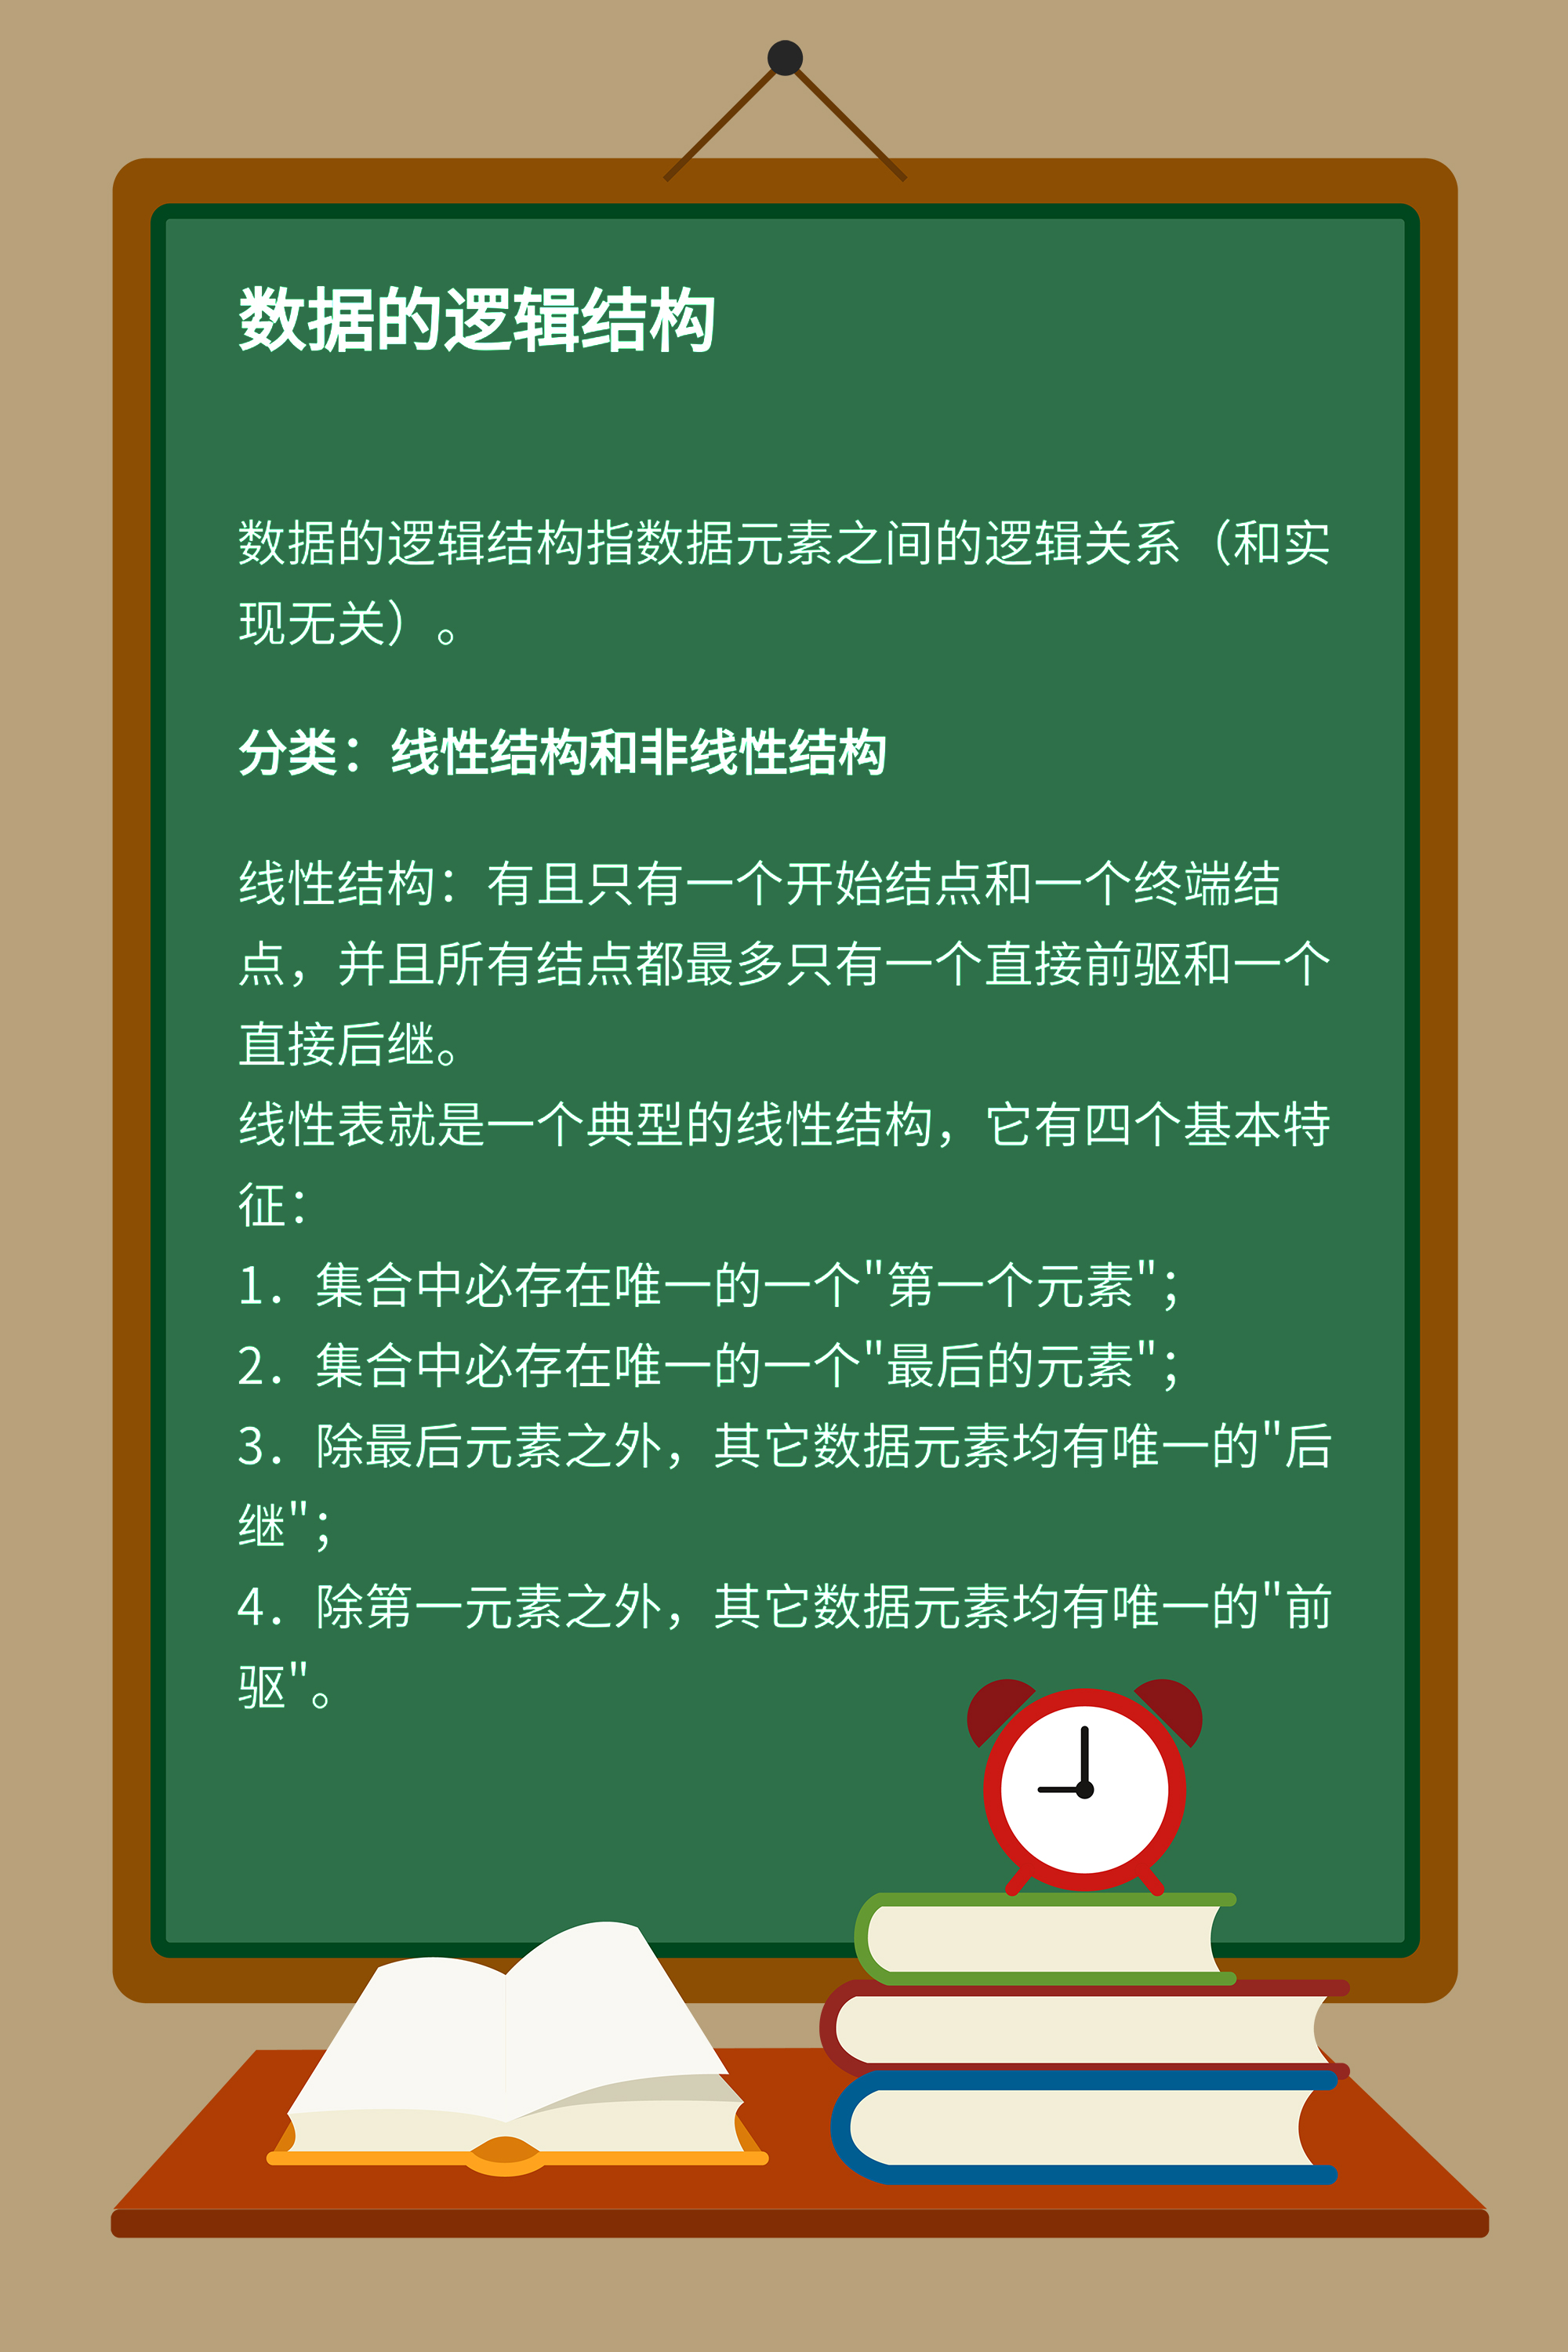 数据的逻辑结构
数据的逻辑结构指数据元素之间的逻辑关系（和实
现无关）。
分类：线性结构和非线性结构
线性结构：有且只有一个开始结点和一个终端结
点，并且所有结点都最多只有一个直接前驱和一个
直接后继。
线性表就是一个典型的线性结构，它有四个基本特
征：
1．集合中必存在唯一的一个"第一个元素"；
2．集合中必存在唯一的一个"最后的元素"；
3．除最后元素之外，其它数据元素均有唯一的"后
继"；
4．除第一元素之外，其它数据元素均有唯一的"前
驱"。